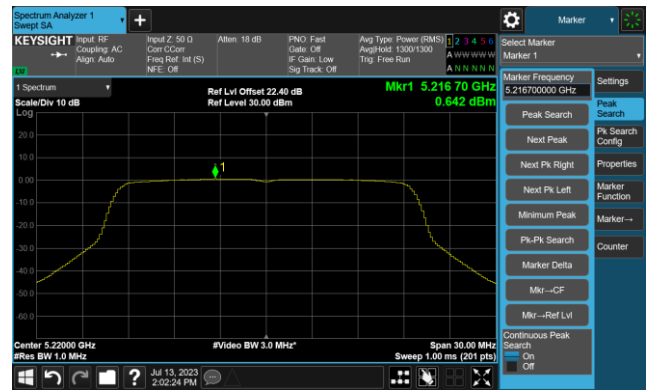 Spectrum Analyzer 1
Swept SA
Marker
KEYSIGHT
Input: RF
Coupling: AC
Align: Auto
Input Z: 50 Ω
Corr CCorr
Freq Ref: Int (S)
NFE: Off
Atten: 18 dB
PNO: Fast
Gate: Off
IF Gain: Low
Sig Track: Off
Avg Type: Power (RMS)
Avg|Hold: 1300/1300
Trig: Free Run
1 2 3 4 5 6
A W W W W W
A N N N N N
LXI
Select Marker
Marker 1
1 Spectrum
Scale/Div 10 dB
Log
Ref Lvl Offset 22.40 dB
Ref Level 30.00 dBm
Mkr1 5.216 70 GHz
0.642 dBm
20.0
10.0
0.00
-10.0
-20.0
-30.0
-40.0
-50.0
-60.0
1
Center 5.22000 GHz
#Res BW 1.0 MHz
#Video BW 3.0 MHz*
Span 30.00 MHz
Sweep 1.00 ms (201 pts)
Marker Frequency
5.216700000 GHz
Peak Search
Next Peak
Next Pk Right
Next Pk Left
Minimum Peak
Pk-Pk Search
Marker Delta
Mkr→CF
Mkr→Ref Lvl
Continuous Peak
Search
On
Off
Settings
Peak
Search
Pk Search
Config
Properties
Marker
Function
Marker→
Counter
Jul 13, 2023
2:02:24 PM